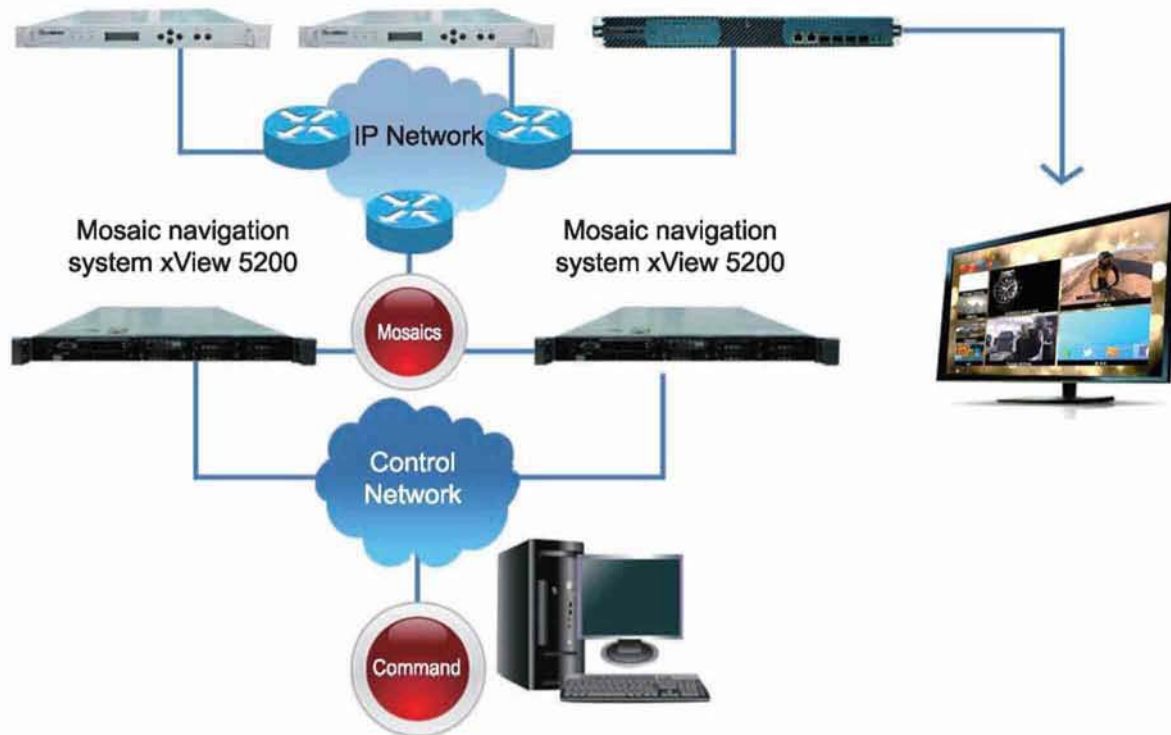 IP Network
Mosaic navigation
system xView 5200
Mosaic navigation
system xView 5200
Mosaics
Control
Network
Command